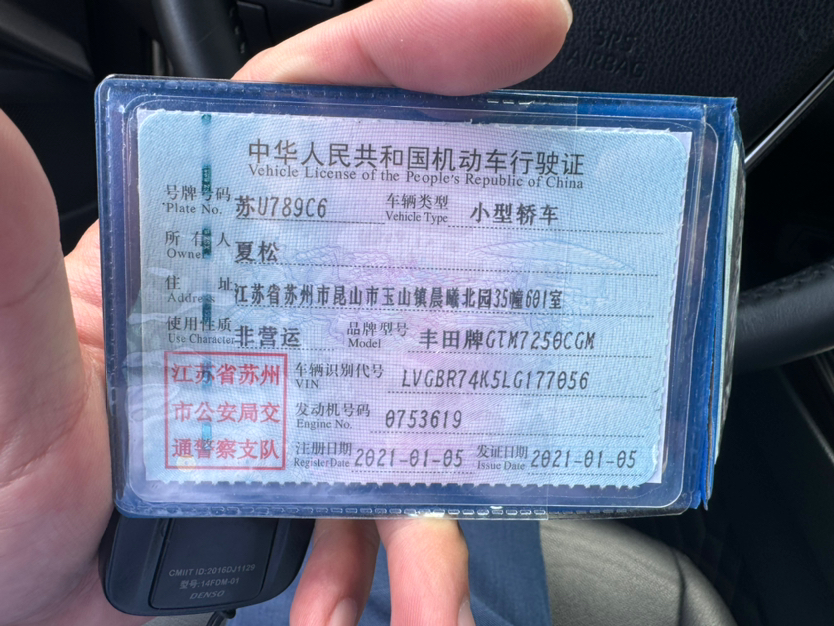 中华人民共和国机动车行驶证
Vehicle License of the People's Republic of China
号牌号码 苏U789C6 车辆类型 小型轿车
Plate No. Vehicle Type
所有人 夏松
Owner
住址 江苏省苏州市昆山市玉山镇晨曦北园35幢601室
Address
使用性质 非营运 品牌型号 丰田牌GTM7250CGM
Use Character Model
江苏省苏州
市公安局交
通警察支队
车辆识别代号 LVGBR74K5LG177056
VIN
发动机号码 0753619
Engine No.
注册日期 2021-01-05 发证日期 2021-01-05
Register Date Issue Date
CMIIT ID:2016DJ1129
型号:14FDM-01
DENSO
SRS
AIRBAG